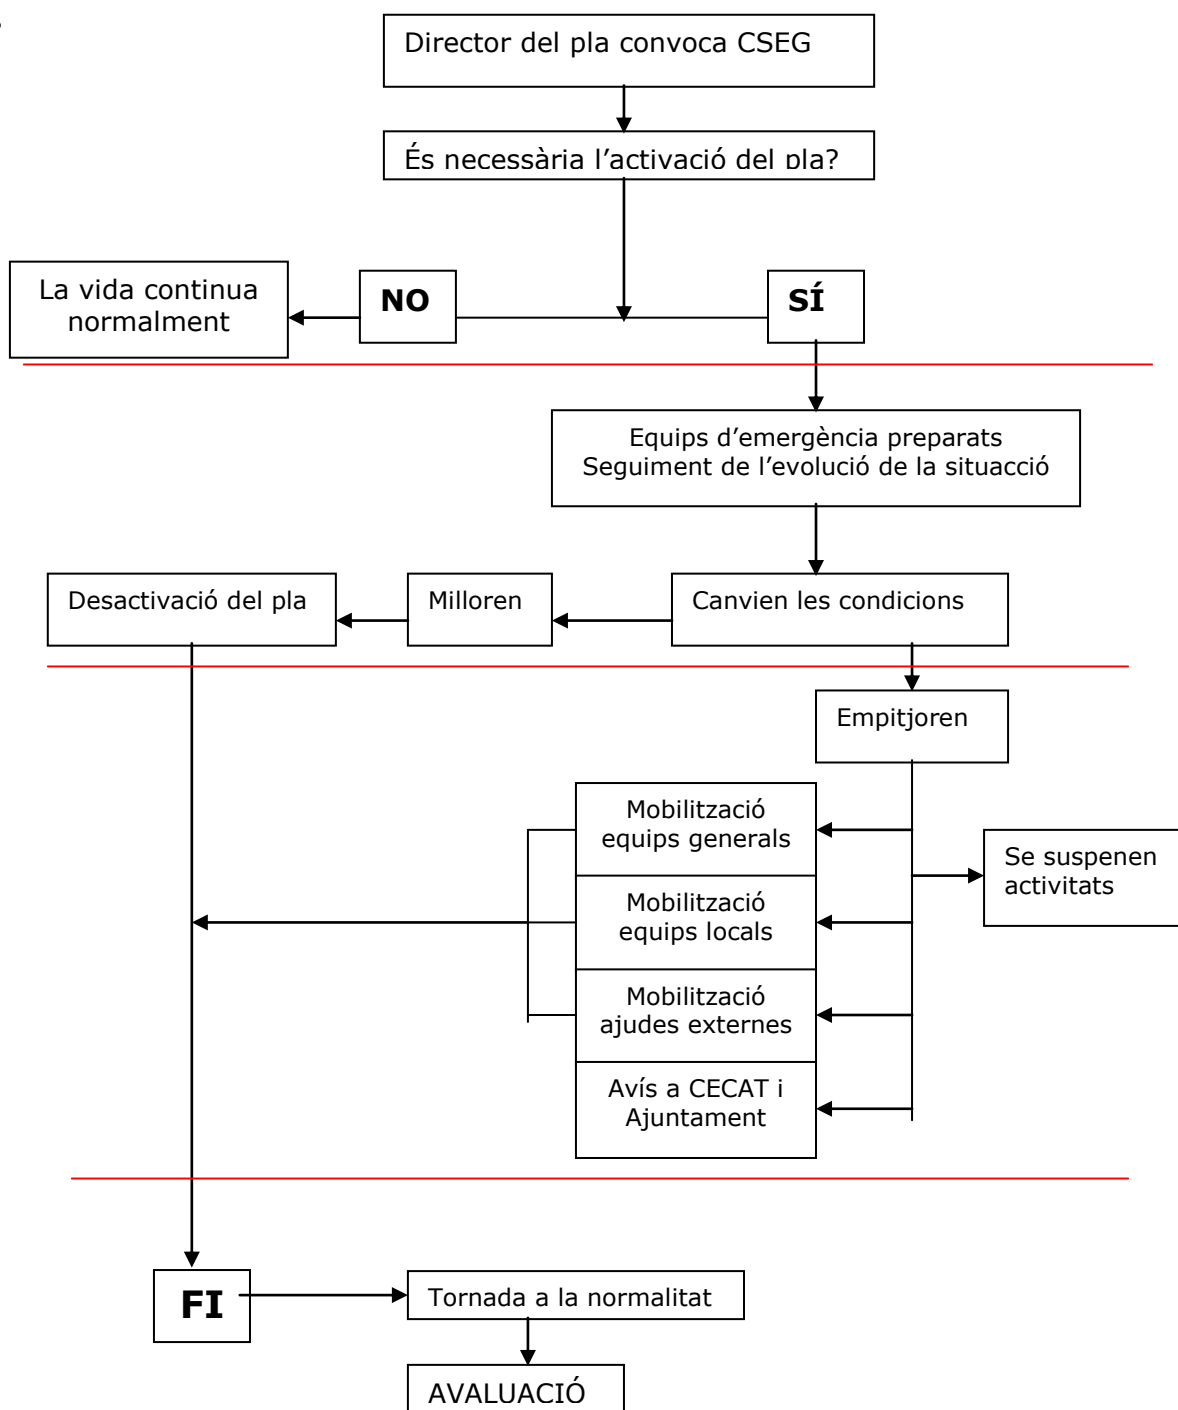 Director del pla convoca CSEG
És necessària l’activació del pla?
La vida continua
normalment
NO
SÍ
Equips d’emergència preparats
Seguiment de l’evolució de la situacció
Desactivació del pla
Milloren
Canvien les condicions
Empitjoren
Mobilització
equips generals
Se suspenen
activitats
Mobilització
equips locals
Mobilització
ajudes externes
Avís a CECAT i
Ajuntament
FI
Tornada a la normalitat
AVALUACIÓ